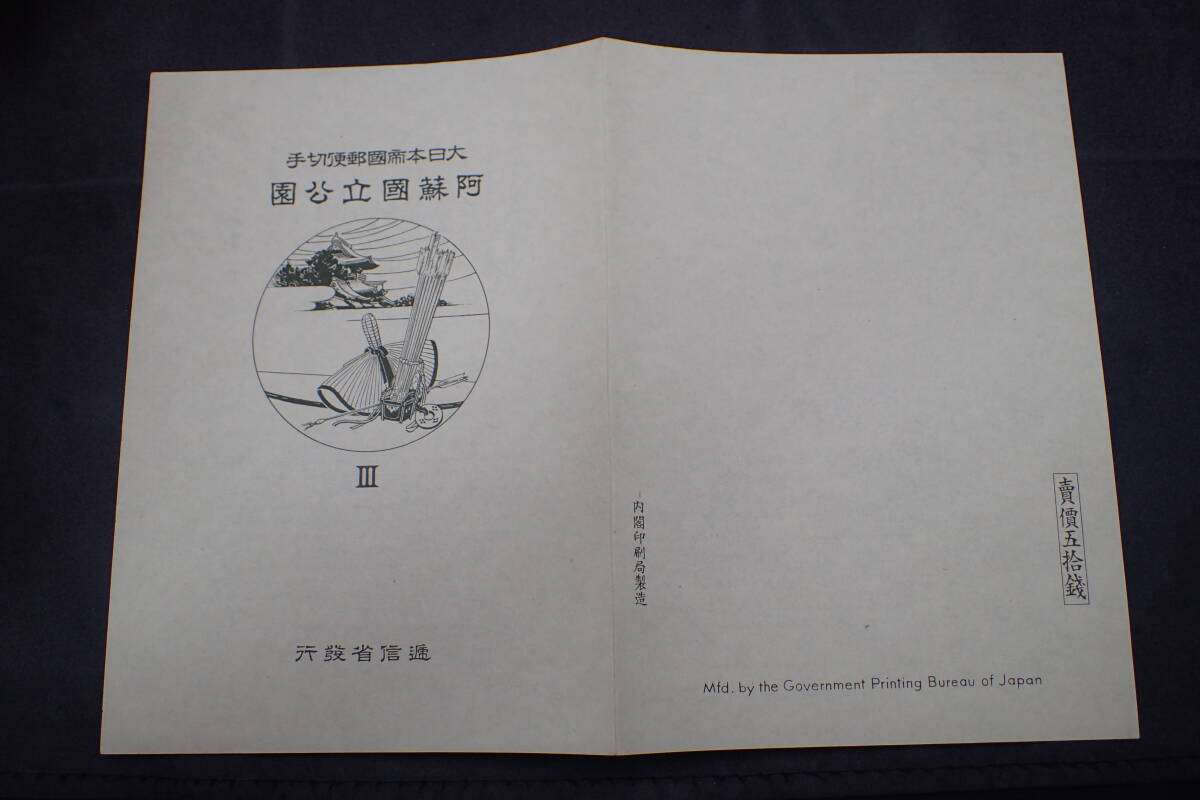 大日本帝國郵便切手
阿蘇國立公園
III
遞信省發行
内閣印刷局製造
賣價五拾錢
Mfd. by the Government Printing Bureau of Japan